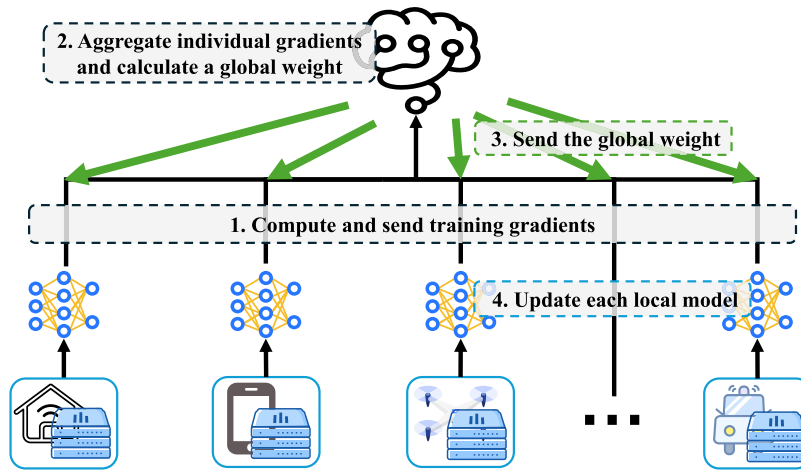 2. Aggregate individual gradients
and calculate a global weight
3. Send the global weight
1. Compute and send training gradients
4. Update each local model
...